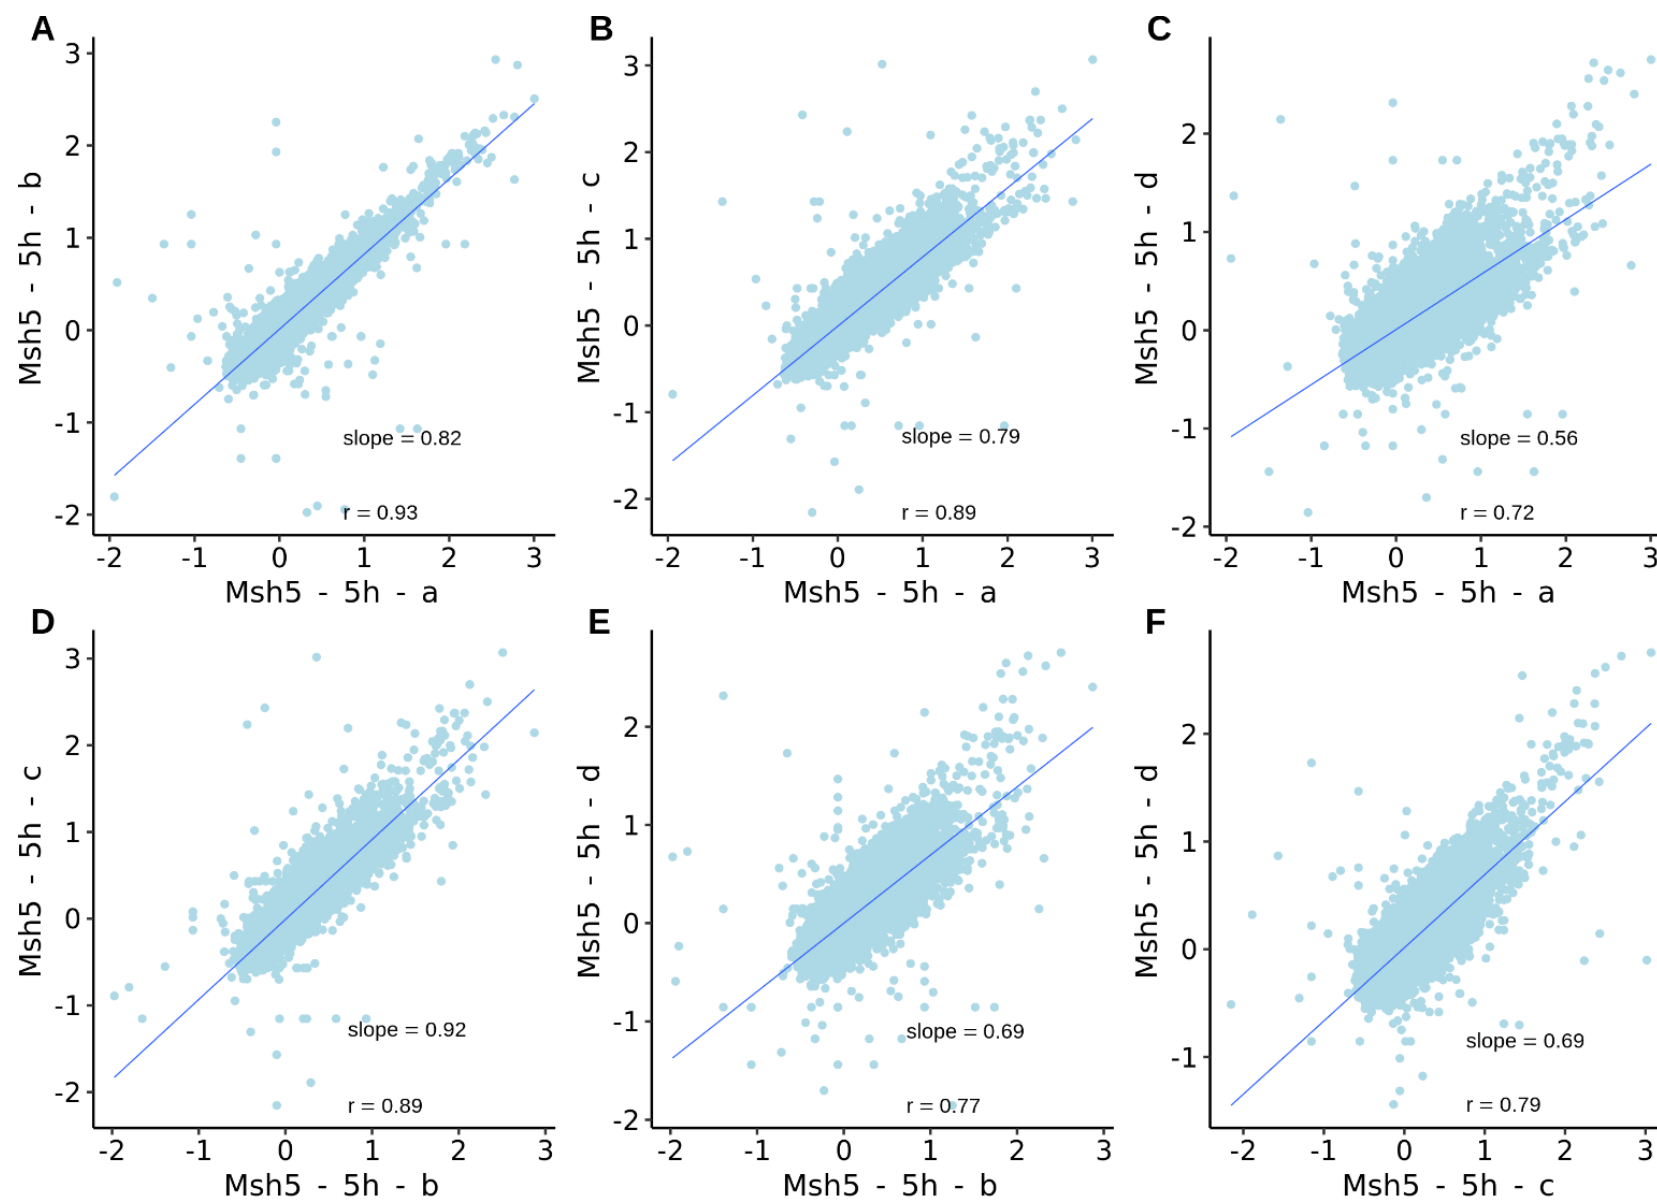 A
3
2
1
0
-1
-2
Msh5 - 5h - b
slope = 0.82
r = 0.93
-2 -1 0 1 2 3
Msh5 - 5h - a
B
3
2
1
0
-1
-2
Msh5 - 5h - c
slope = 0.79
r = 0.89
-2 -1 0 1 2 3
Msh5 - 5h - a
C
2
1
0
-1
-2
Msh5 - 5h - d
slope = 0.56
r = 0.72
-2 -1 0 1 2 3
Msh5 - 5h - a
D
3
2
1
0
-1
-2
Msh5 - 5h - c
slope = 0.92
r = 0.89
-2 -1 0 1 2 3
Msh5 - 5h - b
E
2
1
0
-1
-2
Msh5 - 5h - d
slope = 0.69
r = 0.77
-2 -1 0 1 2 3
Msh5 - 5h - b
F
2
1
0
-1
Msh5 - 5h - d
slope = 0.69
r = 0.79
-2 -1 0 1 2 3
Msh5 - 5h - c